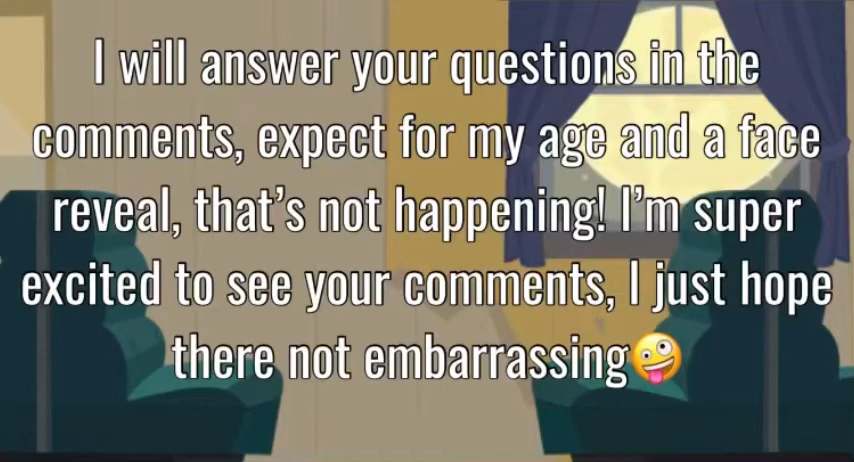 I will answer your questions in the
comments, expect for my age and a face
reveal, that's not happening! I'm super
excited to see your comments, I just hope
there not embarrassing🤪